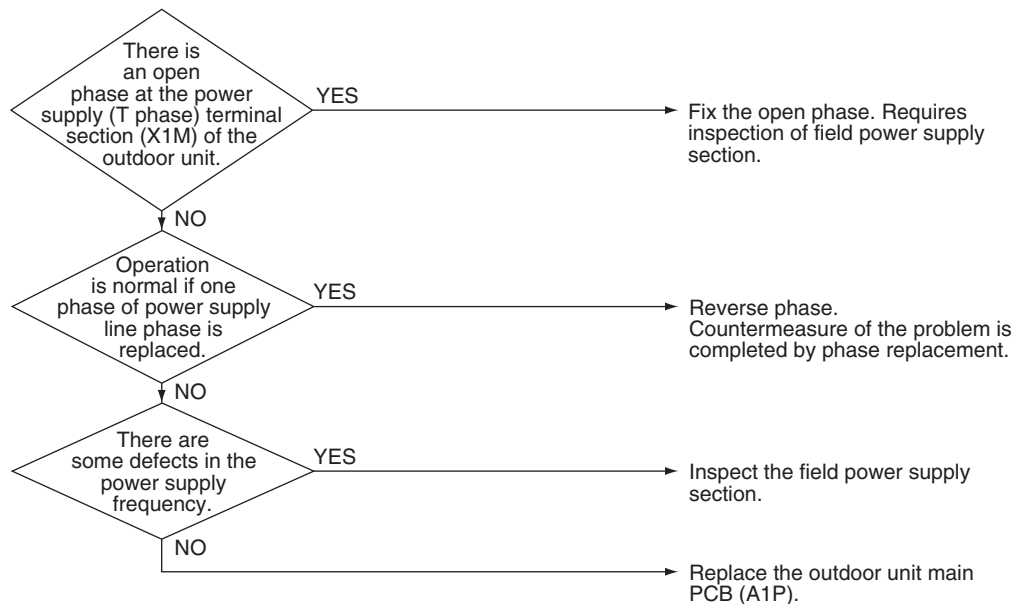 There is
an open
phase at the power
supply (T phase) terminal
section (X1M) of the
outdoor unit.
YES
Fix the open phase. Requires
inspection of field power supply
section.
NO
Operation
is normal if one
phase of power supply
line phase is
replaced.
YES
Reverse phase.
Countermeasure of the problem is
completed by phase replacement.
NO
There are
some defects in the
power supply
frequency.
YES
Inspect the field power supply
section.
NO
Replace the outdoor unit main
PCB (A1P).